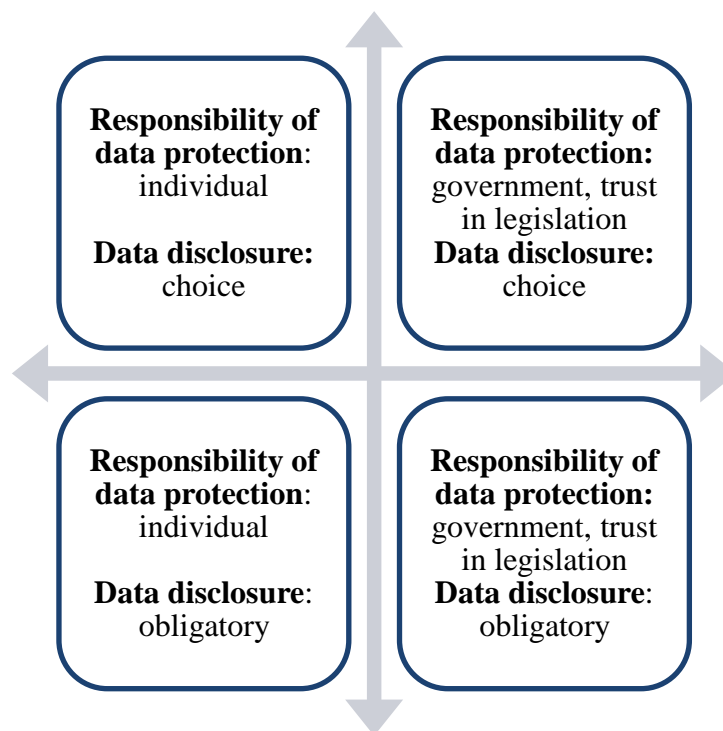 Responsibility of
data protection:
individual
Data disclosure:
choice
Responsibility of
data protection:
government, trust
in legislation
Data disclosure:
choice
Responsibility of
data protection:
individual
Data disclosure:
obligatory
Responsibility of
data protection:
government, trust
in legislation
Data disclosure:
obligatory